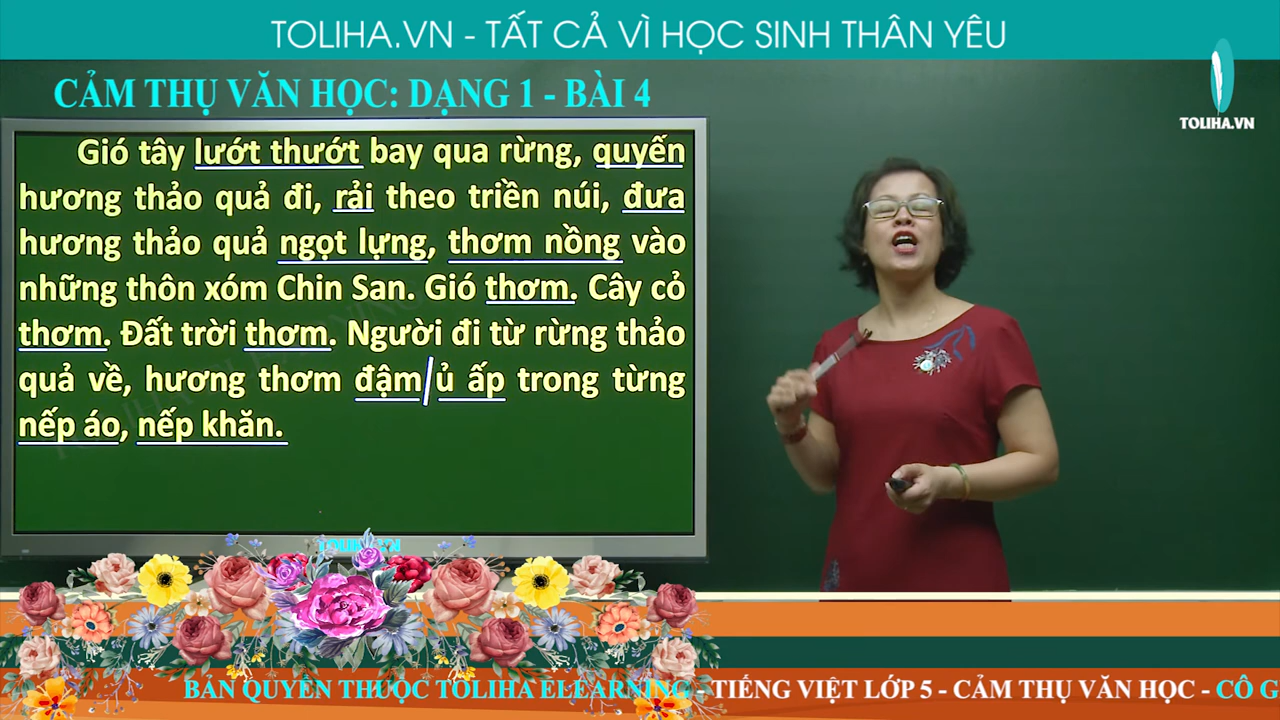 TOLIHA.VN - TẤT CẢ VÌ HỌC SINH THÂN YÊU
CẢM THỤ VĂN HỌC: DẠNG 1 - BÀI 4
TOLIHA.VN
Gió tây lướt thướt bay qua rừng, quyến
hương thảo quả đi, rải theo triền núi, đưa
hương thảo quả ngọt lựng, thơm nồng vào
những thôn xóm Chin San. Gió thơm. Cây cỏ
thơm. Đất trời thơm. Người đi từ rừng thảo
quả về, hương thơm đậm/ủ ấp trong từng
nếp áo, nếp khăn.
TOLIHA.VN
BẢN QUYỀN THUỘC TOLIHA ELEARNING - TIẾNG VIỆT LỚP 5 - CẢM THỤ VĂN HỌC - CÔ G